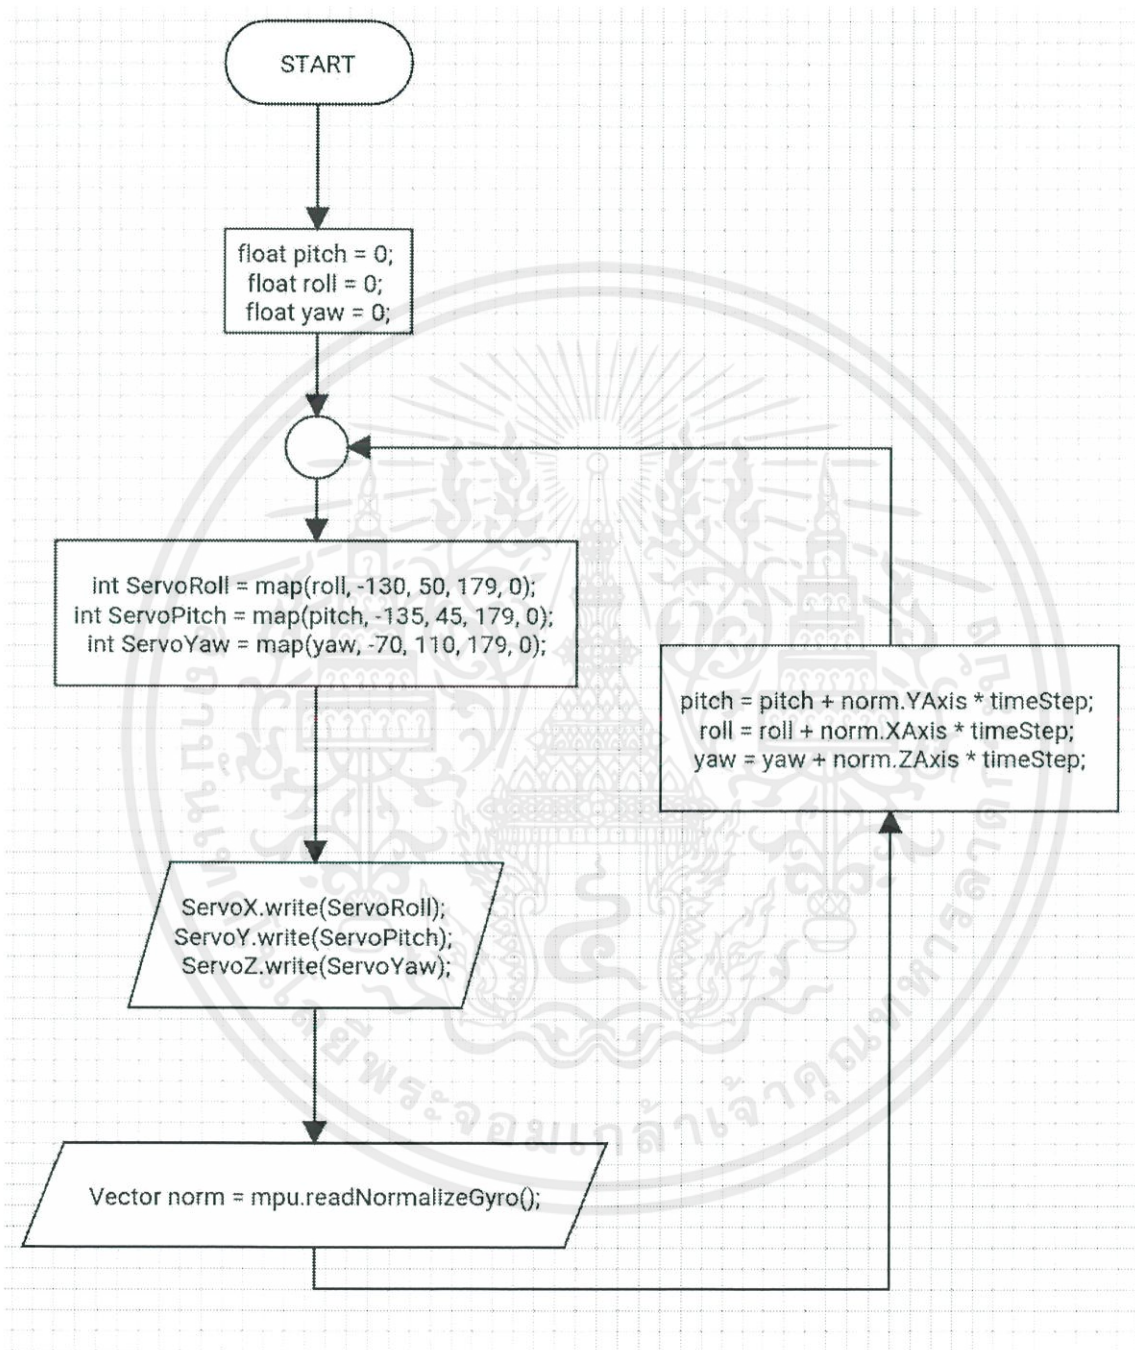 START
float pitch = 0;
float roll = 0;
float yaw = 0;
int ServoRoll = map(roll, -130, 50, 179, 0);
int ServoPitch = map(pitch, -135, 45, 179, 0);
int ServoYaw = map(yaw, -70, 110, 179, 0);
pitch = pitch + norm.YAxis * timeStep;
roll = roll + norm.XAxis * timeStep;
yaw = yaw + norm.ZAxis * timeStep;
ServoX.write(ServoRoll);
ServoY.write(ServoPitch);
ServoZ.write(ServoYaw);
Vector norm = mpu.readNormalizeGyro();